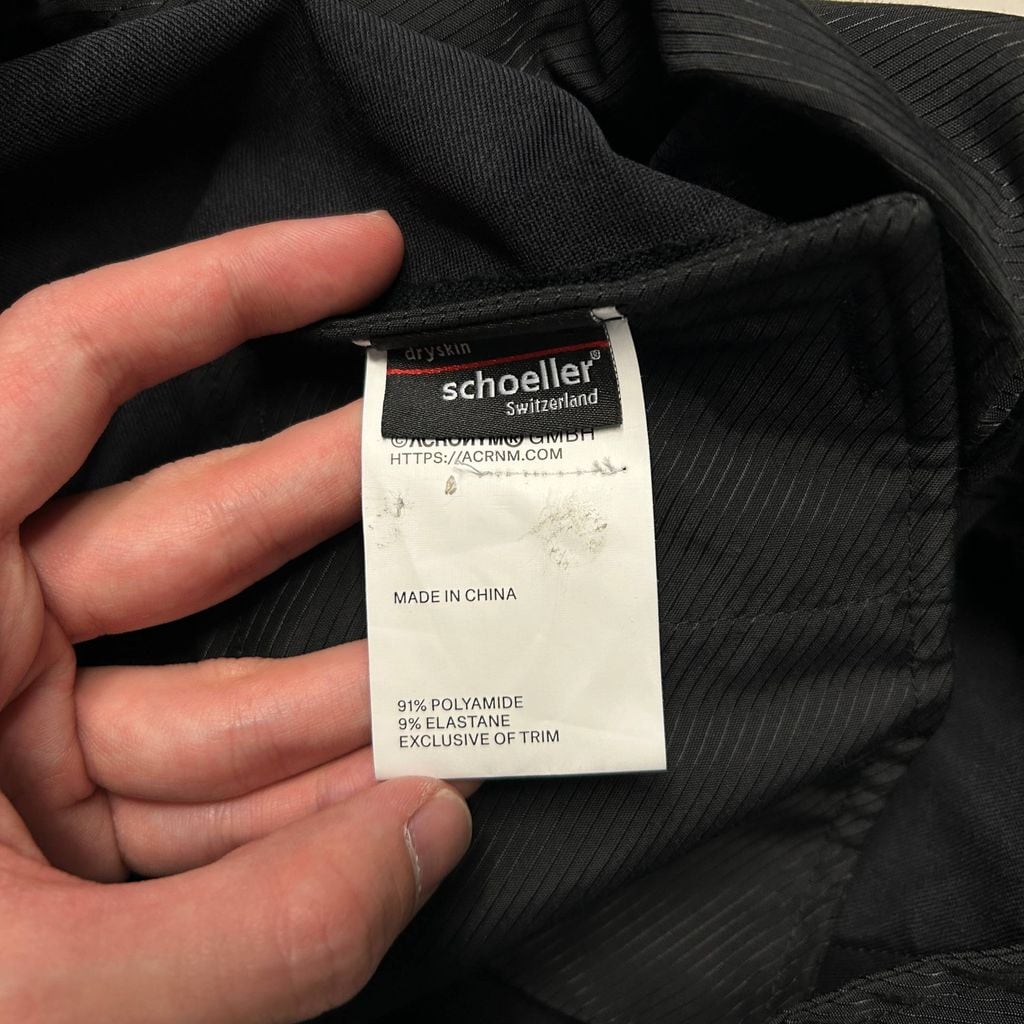 dryskin
schoeller®
Switzerland
©ACRONYM® GMBH
HTTPS://ACRNM.COM
MADE IN CHINA
91% POLYAMIDE
9% ELASTANE
EXCLUSIVE OF TRIM